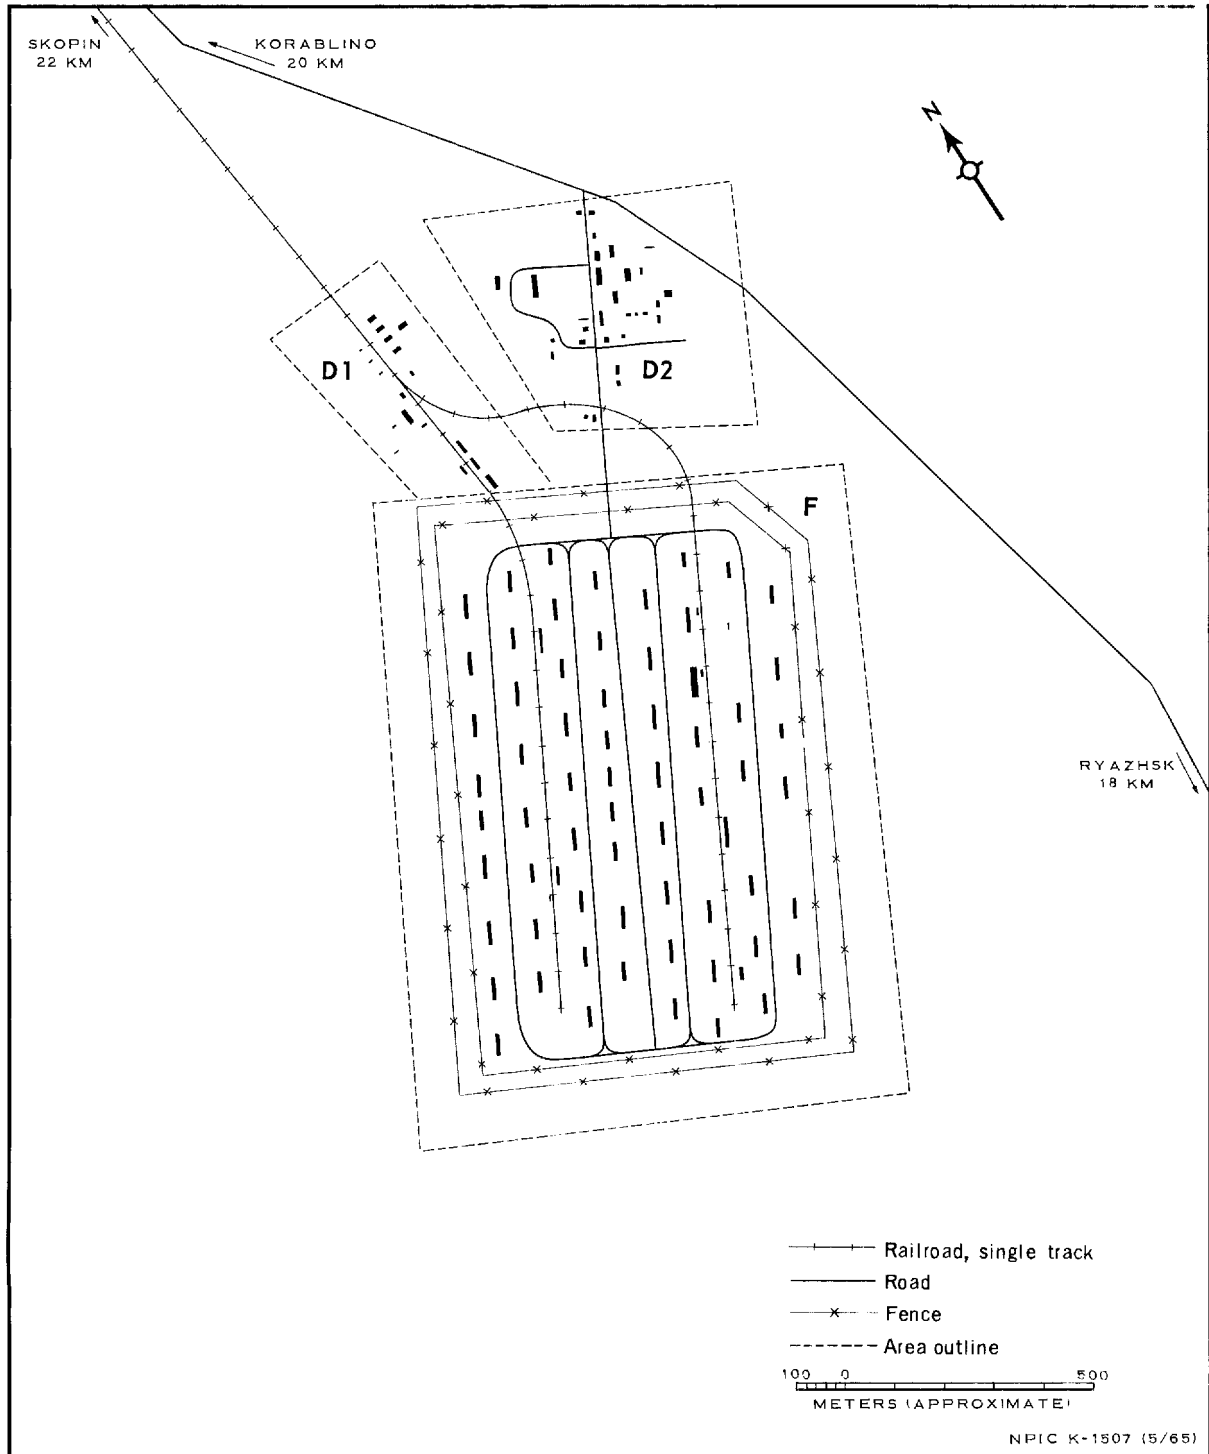 SKOPIN
22 KM
KORABLINO
20 KM
N
D1
D2
F
RYAZHSK
18 KM
Railroad, single track
Road
Fence
Area outline
100 0 500
METERS (APPROXIMATE)
NPIC K-1507 (5/65)